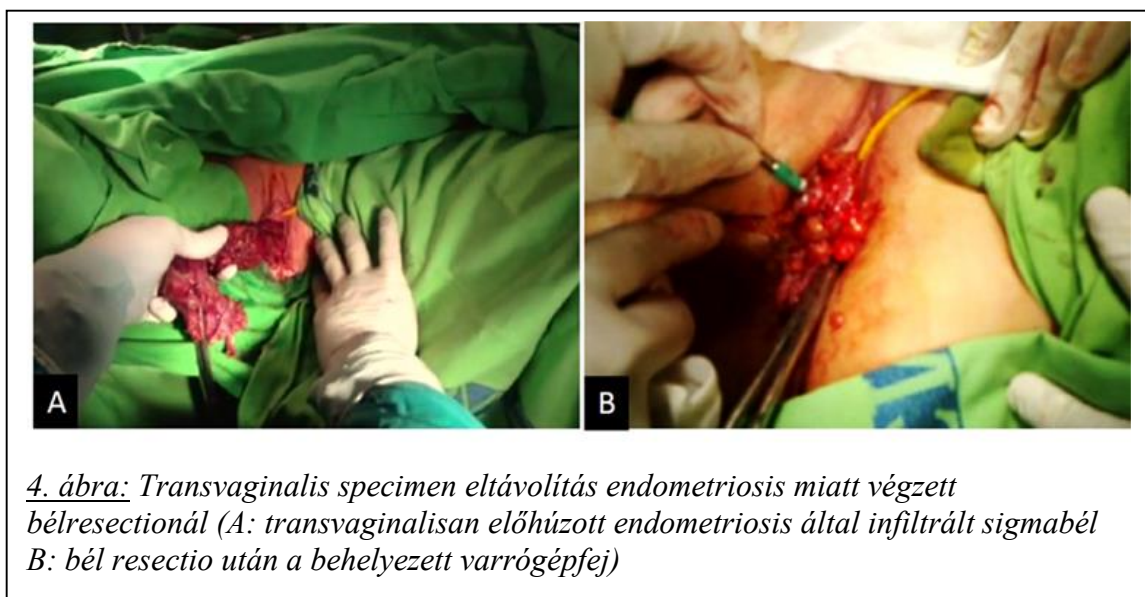 A
B
4. ábra: Transvaginalis specimen eltávolítás endometriosis miatt végzett
bélresectionál (A: transvaginalisan előhúzott endometriosis által infiltrált sigmabél
B: bél resectio után a behelyezett varrógépfej)